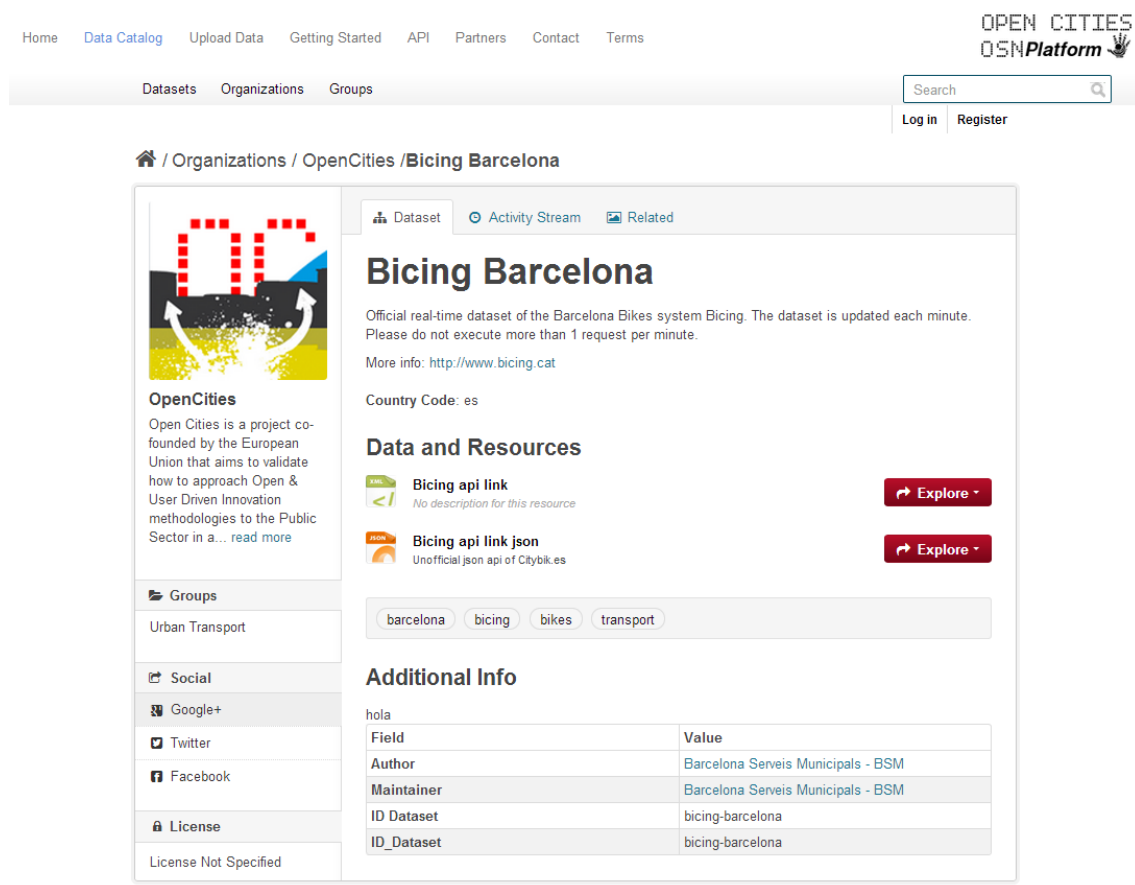 Home Data Catalog Upload Data Getting Started API Partners Contact Terms
OPEN CITIES
OSNPlatform
Datasets Organizations Groups
Search
Log in Register
/ Organizations / OpenCities /Bicing Barcelona
OC
OpenCities
Open Cities is a project co-
founded by the European
Union that aims to validate
how to approach Open &
User Driven Innovation
methodologies to the Public
Sector in a... read more
Groups
Urban Transport
Social
Google+
Twitter
Facebook
License
License Not Specified
Dataset Activity Stream Related
Bicing Barcelona
Official real-time dataset of the Barcelona Bikes system Bicing. The dataset is updated each minute.
Please do not execute more than 1 request per minute.
More info: http://www.bicing.cat
Country Code: es
Data and Resources
XML
</
Bicing api link
No description for this resource
Explore
JSON
Bicing api link json
Unofficial json api of Citybik.es
Explore
barcelona bicing bikes transport
Additional Info
hola
Field Value
Author Barcelona Serveis Municipals - BSM
Maintainer Barcelona Serveis Municipals - BSM
ID Dataset bicing-barcelona
ID_Dataset bicing-barcelona